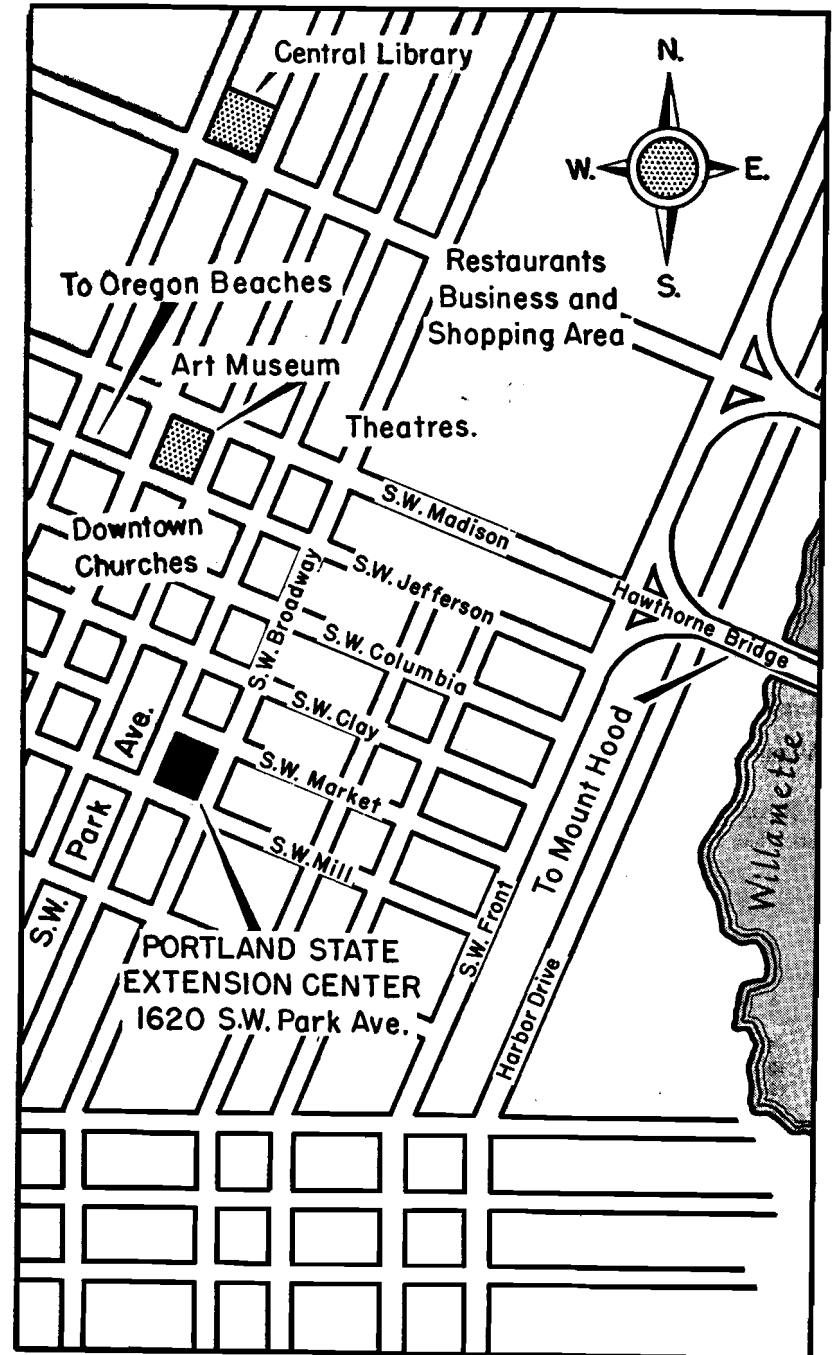 Central Library
N.
W.
E.
S.
Restaurants
Business and
Shopping Area
To Oregon Beaches
Art Museum
Theatres.
S.W. Madison
Downtown
Churches
S.W. Jefferson
Hawthorne Bridge
S.W. Broadway
S.W. Columbia
S.W. Clay
S.W. Market
S.W. Mill
S.W. Park Ave.
To Mount Hood
Willamette
S.W. Front
Harbor Drive
PORTLAND STATE
EXTENSION CENTER
1620 S.W. Park Ave.